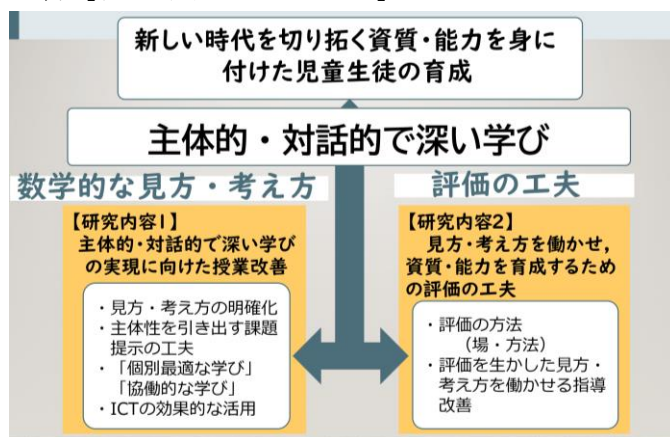 新しい時代を切り拓く資質・能力を身に
付けた児童生徒の育成
主体的・対話的で深い学び
数学的な見方・考え方
評価の工夫
【研究内容1】
主体的・対話的で深い学び
の実現に向けた授業改善
・見方・考え方の明確化
・主体性を引き出す課題
提示の工夫
・「個別最適な学び」
「協働的な学び」
・ICTの効果的な活用
【研究内容2】
見方・考え方を働かせ,
資質・能力を育成するため
の評価の工夫
・評価の方法
（場・方法）
・評価を生かした見方・
考え方を働かせる指導
改善